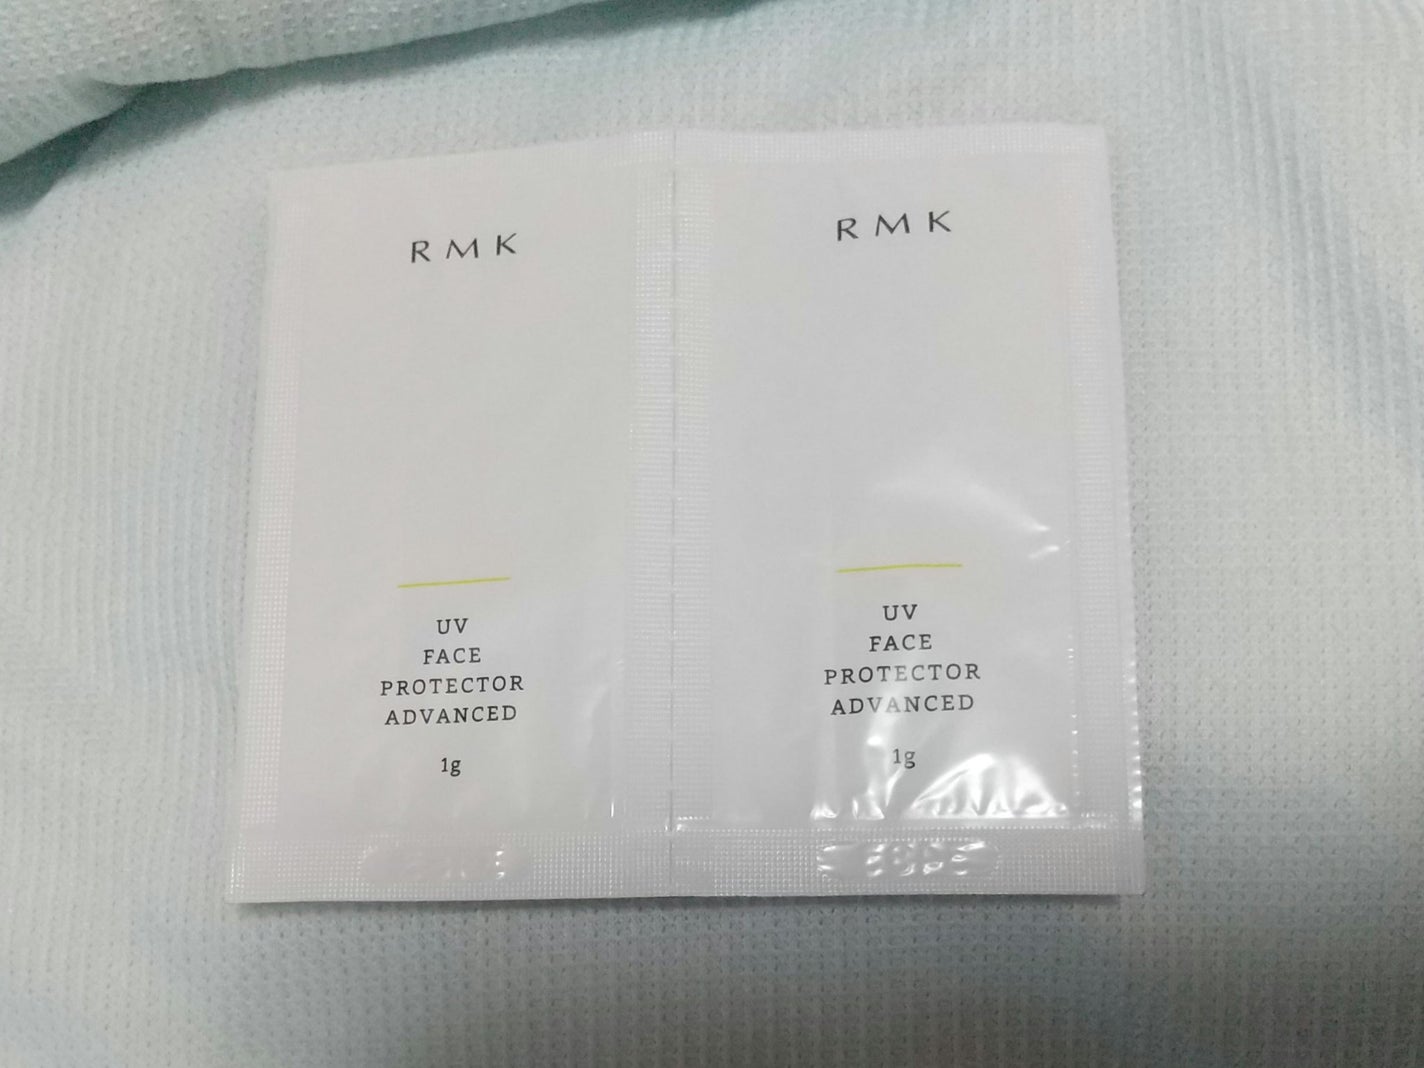 RMK
UV
FACE
PROTECTOR
ADVANCED
1g
RMK
UV
FACE
PROTECTOR
ADVANCED
1g